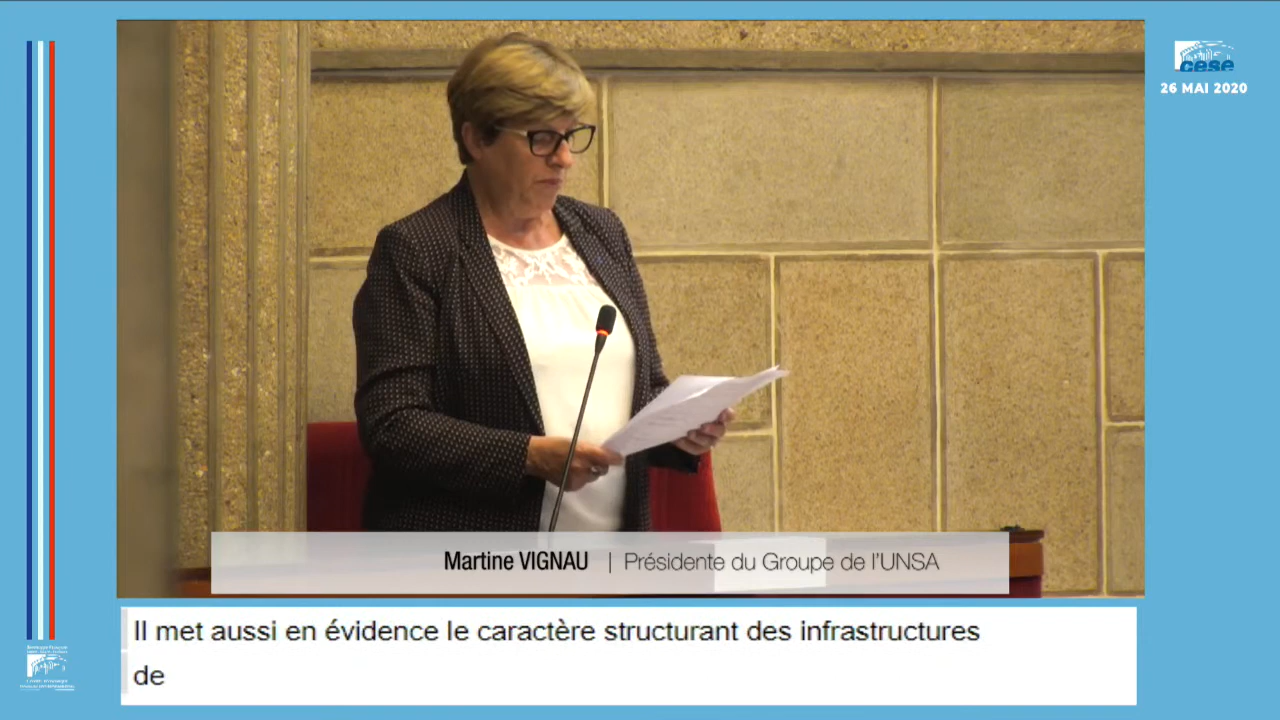 cese
26 MAI 2020
Martine VIGNAU | Présidente du Groupe de l'UNSA
Il met aussi en évidence le caractère structurant des infrastructures
de